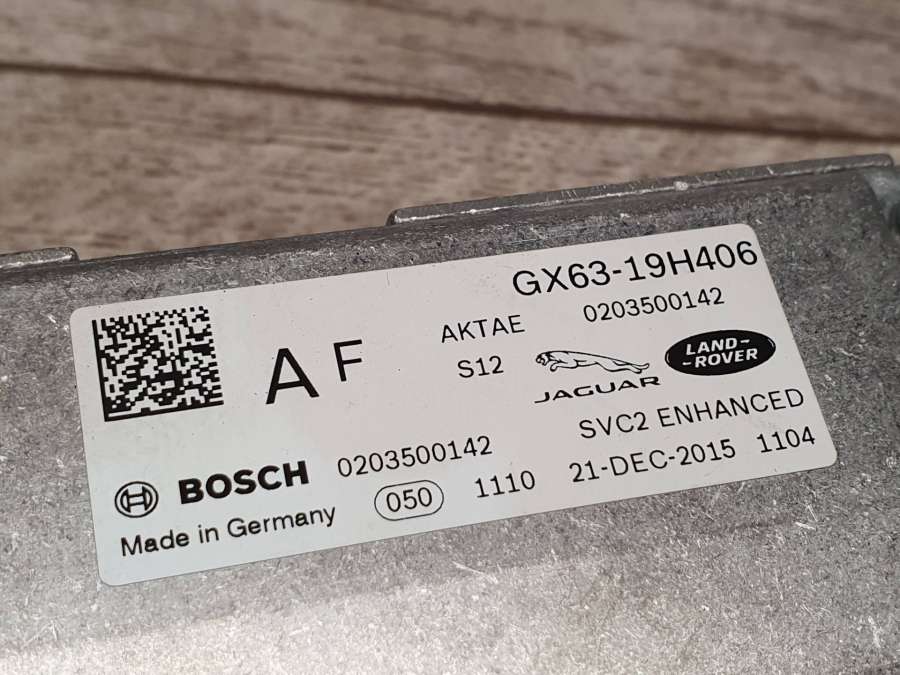 GX63-19H406
AKTAE 0203500142
A F
S12 JAGUAR LAND-
-ROVER
SVC2 ENHANCED
BOSCH 0203500142
Made in Germany 050 1110 21-DEC-2015 1104